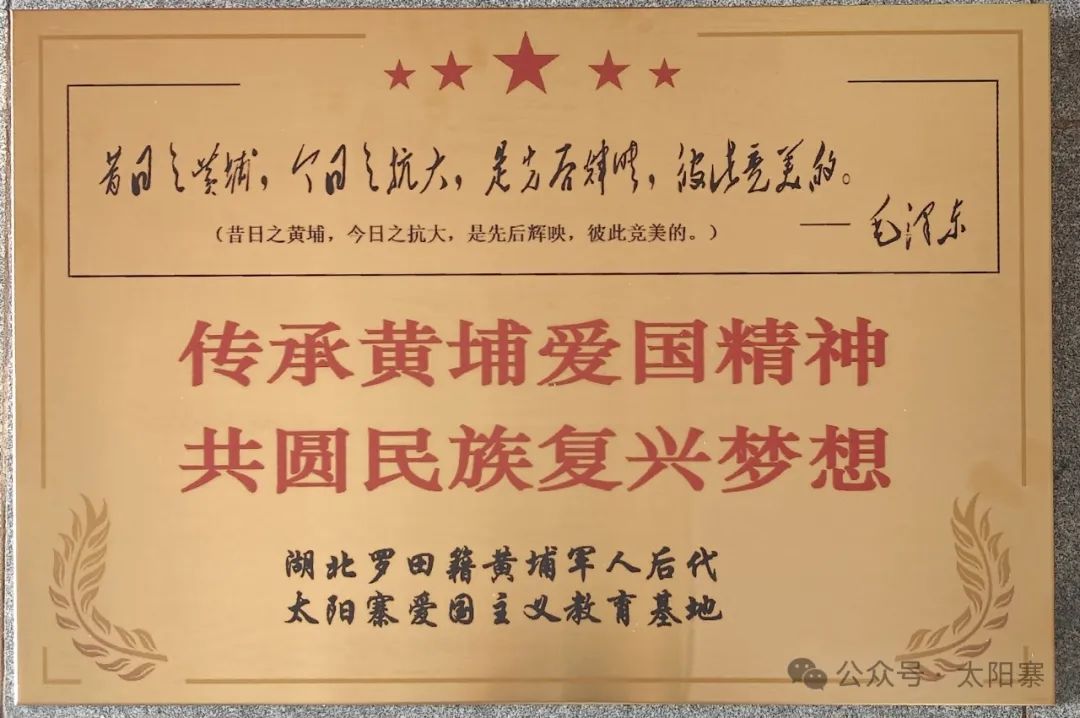 昔日之黄埔，今日之抗大，是先后辉映，彼此竞美的。
（昔日之黄埔，今日之抗大，是先后辉映，彼此竞美的。）
—— 毛泽东
传承黄埔爱国精神
共圆民族复兴梦想
湖北罗田籍黄埔军人后代
太阳寨爱国主义教育基地
公众号·太阳寨